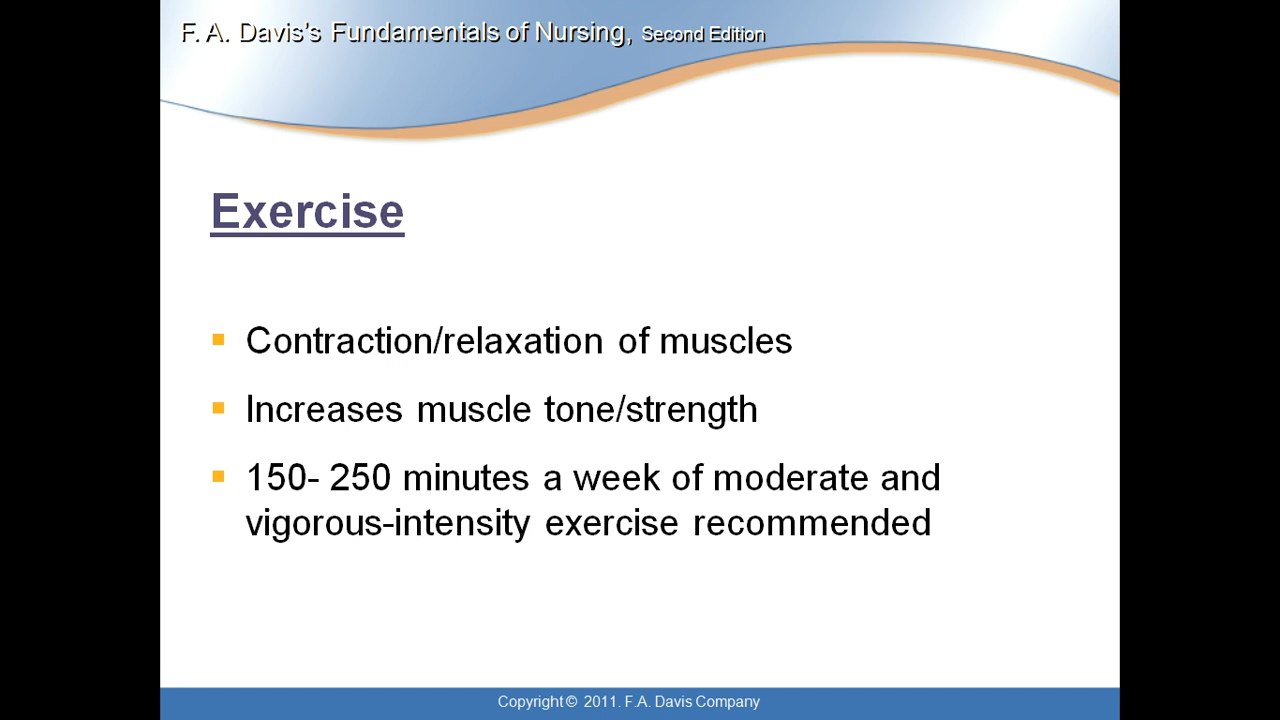 F. A. Davis's Fundamentals of Nursing, Second Edition
Exercise
Contraction/relaxation of muscles
Increases muscle tone/strength
150- 250 minutes a week of moderate and
vigorous-intensity exercise recommended
Copyright © 2011. F.A. Davis Company